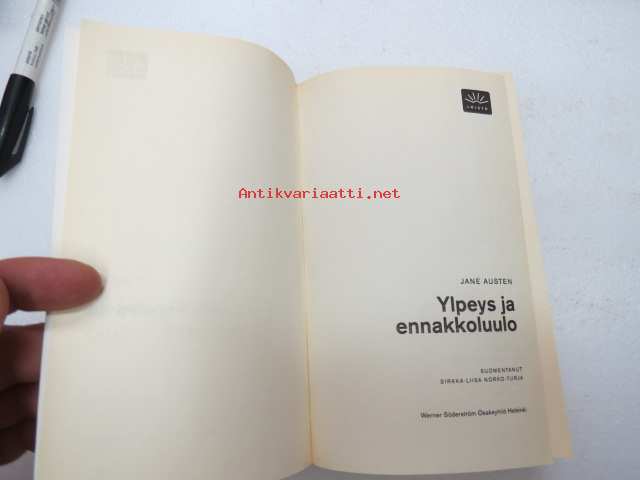 Antikvariaatti.net
JANE AUSTEN
Ylpeys ja
ennakkoluulo
SUOMENTANUT
SIRKKA-LIISA NORKO-TURJA
Werner Söderström Osakeyhtiö Helsinki